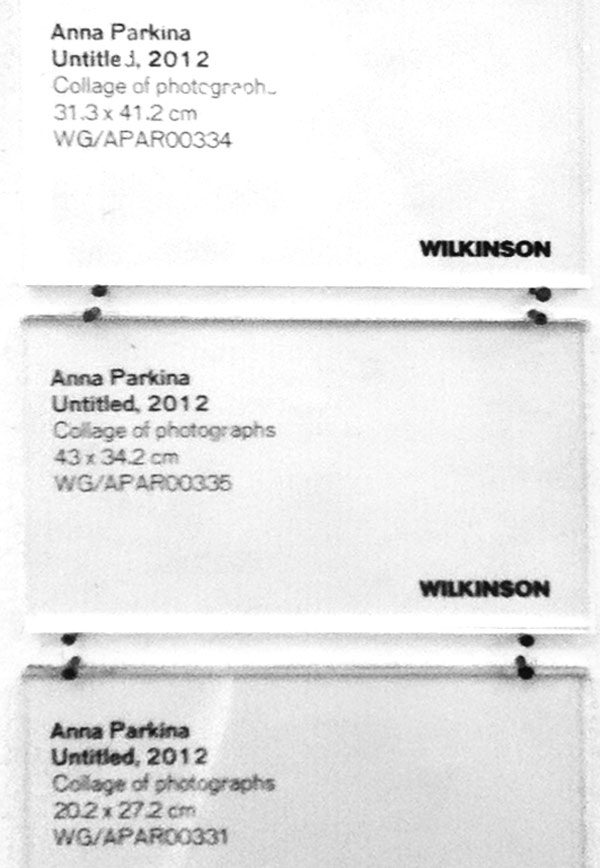 Anna Parkina
Untitled, 2012
Collage of photographs
31.3 x 41.2 cm
WG/APAR00334
WILKINSON
Anna Parkina
Untitled, 2012
Collage of photographs
43 x 34.2 cm
WG/APAR00335
WILKINSON
Anna Parkina
Untitled, 2012
Collage of photographs
20.2 x 27.2 cm
WG/APAR00331